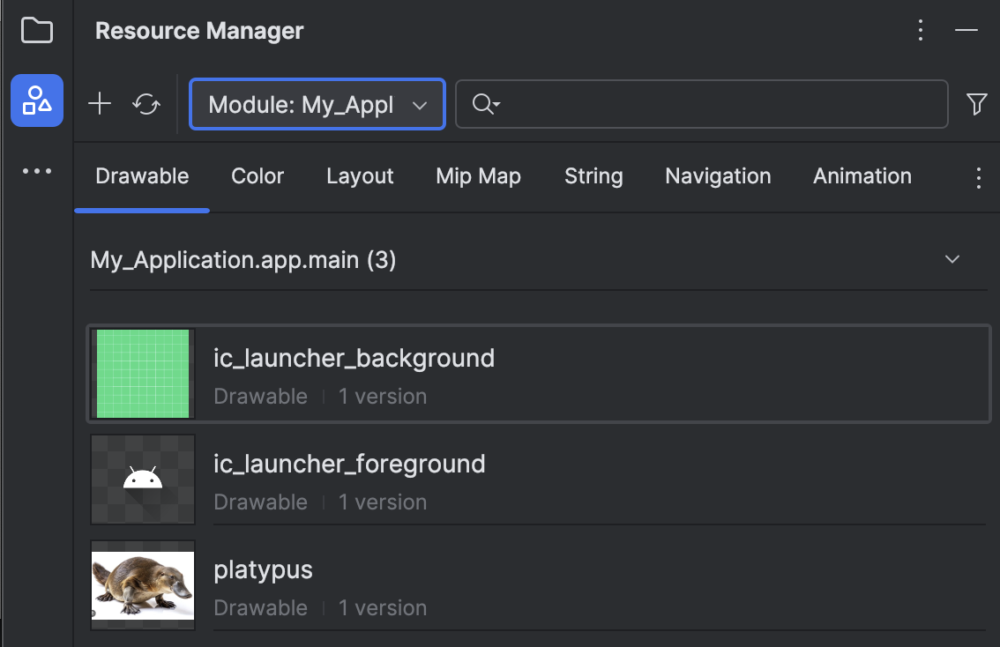 Resource Manager
Module: My_Appl
Drawable Color Layout Mip Map String Navigation Animation
My_Application.app.main (3)
ic_launcher_background
Drawable | 1 version
ic_launcher_foreground
Drawable | 1 version
platypus
Drawable | 1 version